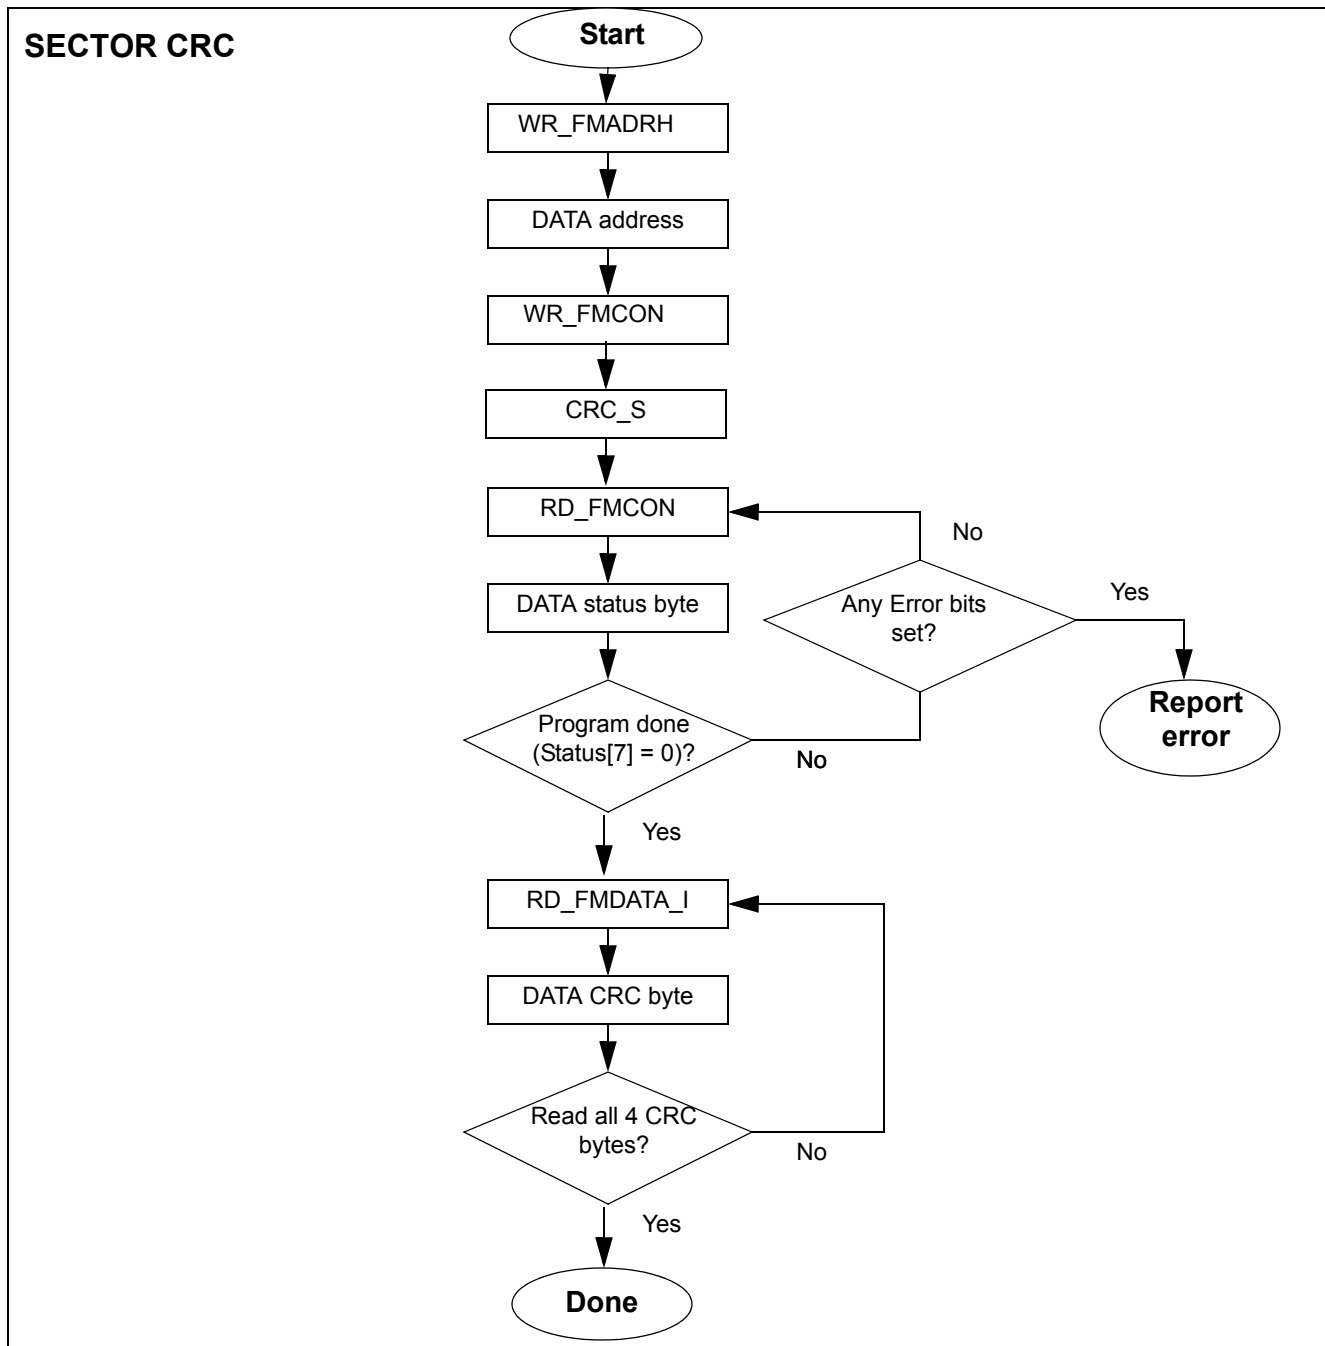 SECTOR CRC
Start
WR_FMADRH
DATA address
WR_FMCON
CRC_S
RD_FMCON
No
DATA status byte
Any Error bits
set?
Yes
Report
error
Program done
(Status[7] = 0)?
No
Yes
RD_FMDATA_I
DATA CRC byte
Read all 4 CRC
bytes?
No
Yes
Done